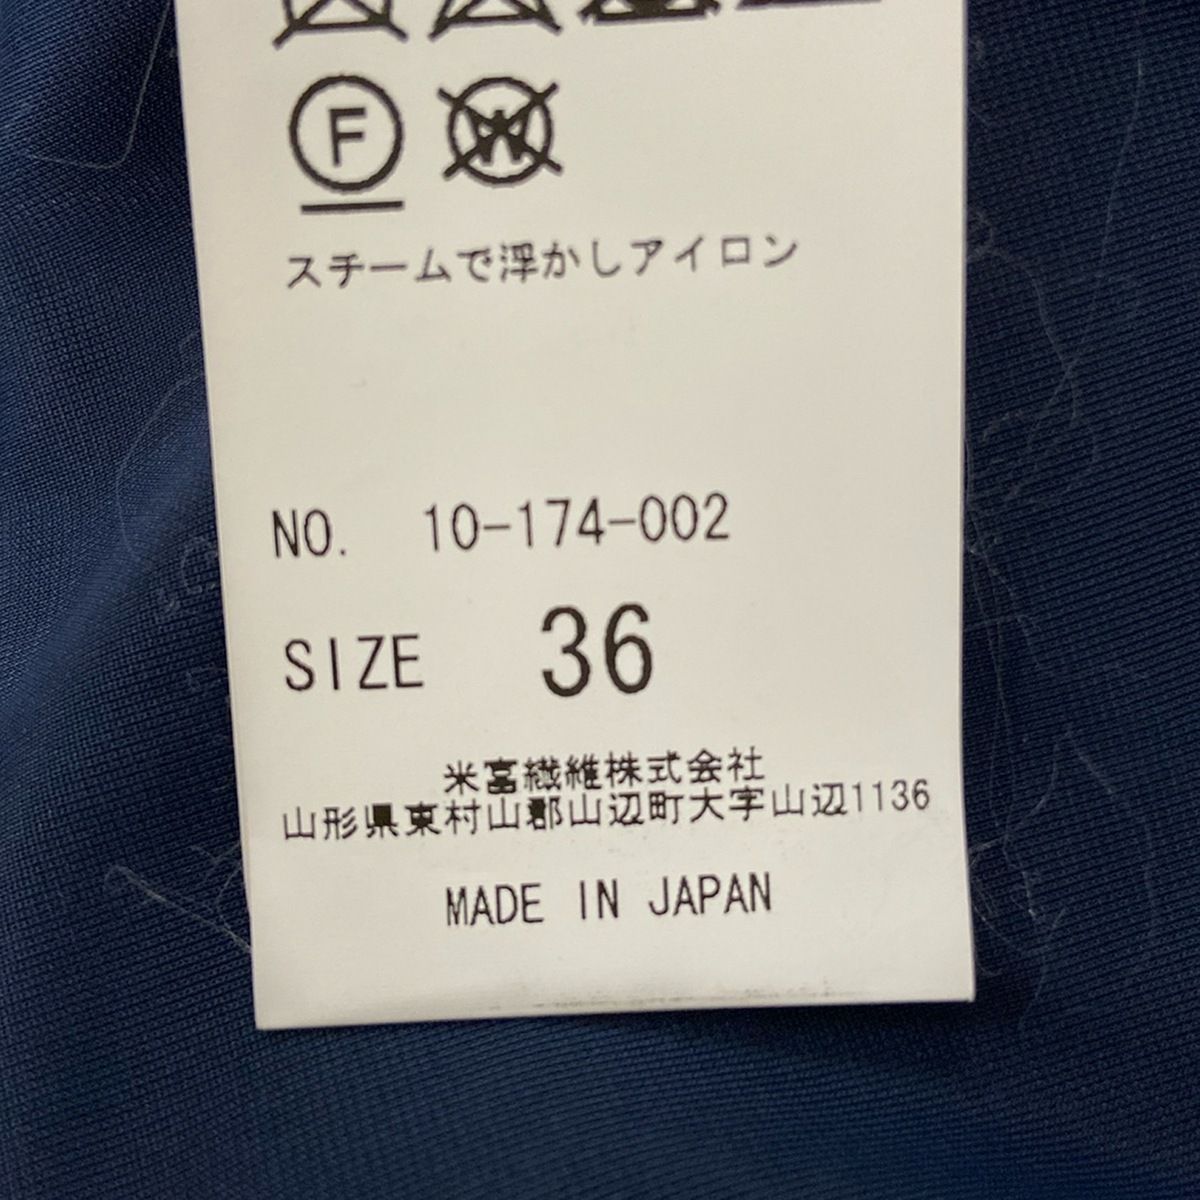 F W
スチームで浮かしアイロン
NO. 10-174-002
SIZE 36
米富繊維株式会社
山形県東村山郡山辺町大字山辺1136
MADE IN JAPAN